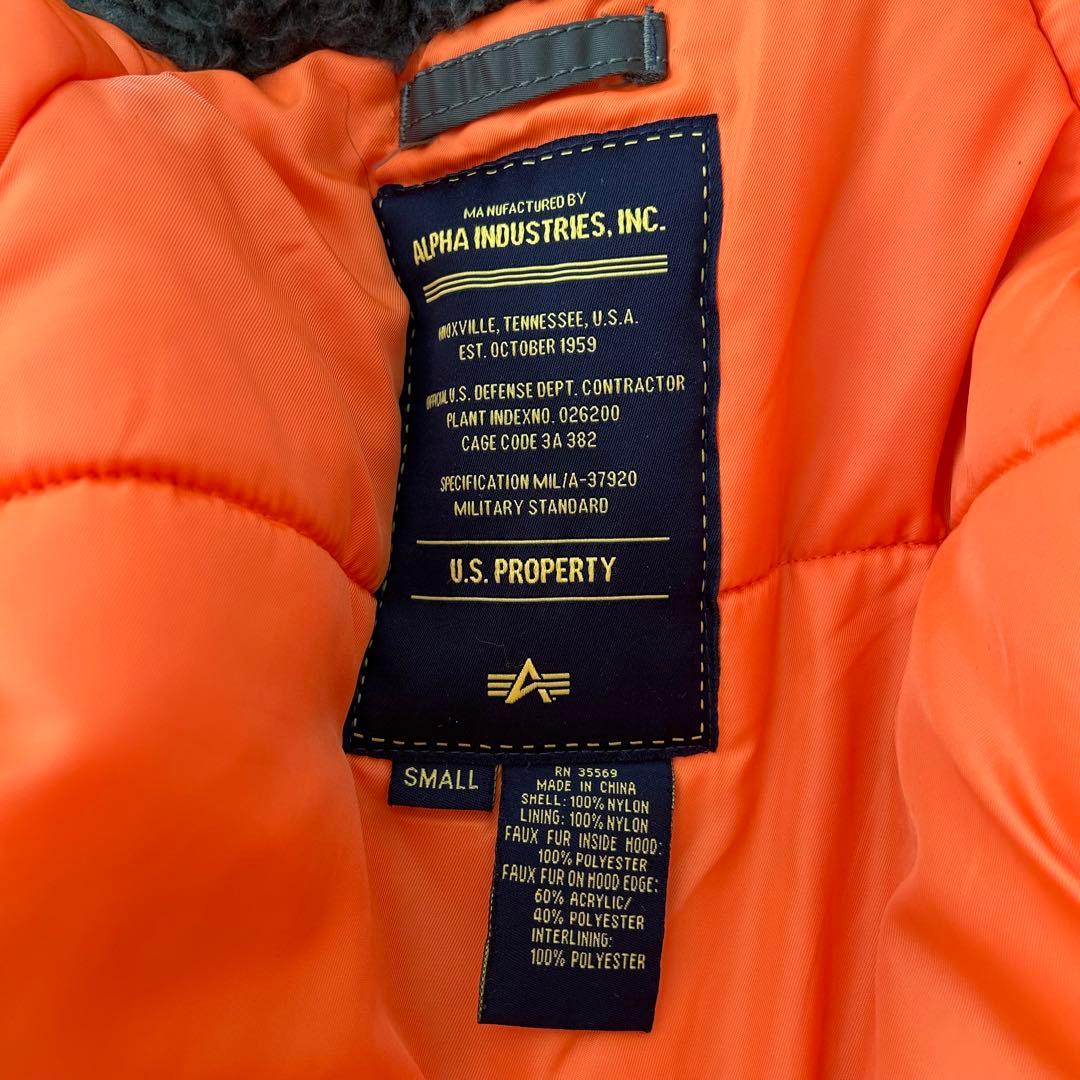 MANUFACTURED BY
ALPHA INDUSTRIES, INC.
KNOXVILLE, TENNESSEE, U.S.A.
EST. OCTOBER 1959
OFFICIAL U.S. DEFENSE DEPT. CONTRACTOR
PLANT INDEXNO. 026200
CAGE CODE 3A 382
SPECIFICATION MIL/A-37920
MILITARY STANDARD
U.S. PROPERTY
SMALL
RN 35569
MADE IN CHINA
SHELL: 100% NYLON
LINING: 100% NYLON
FAUX FUR INSIDE HOOD:
100% POLYESTER
FAUX FUR ON HOOD EDGE:
60% ACRYLIC/
40% POLYESTER
INTERLINING:
100% POLYESTER